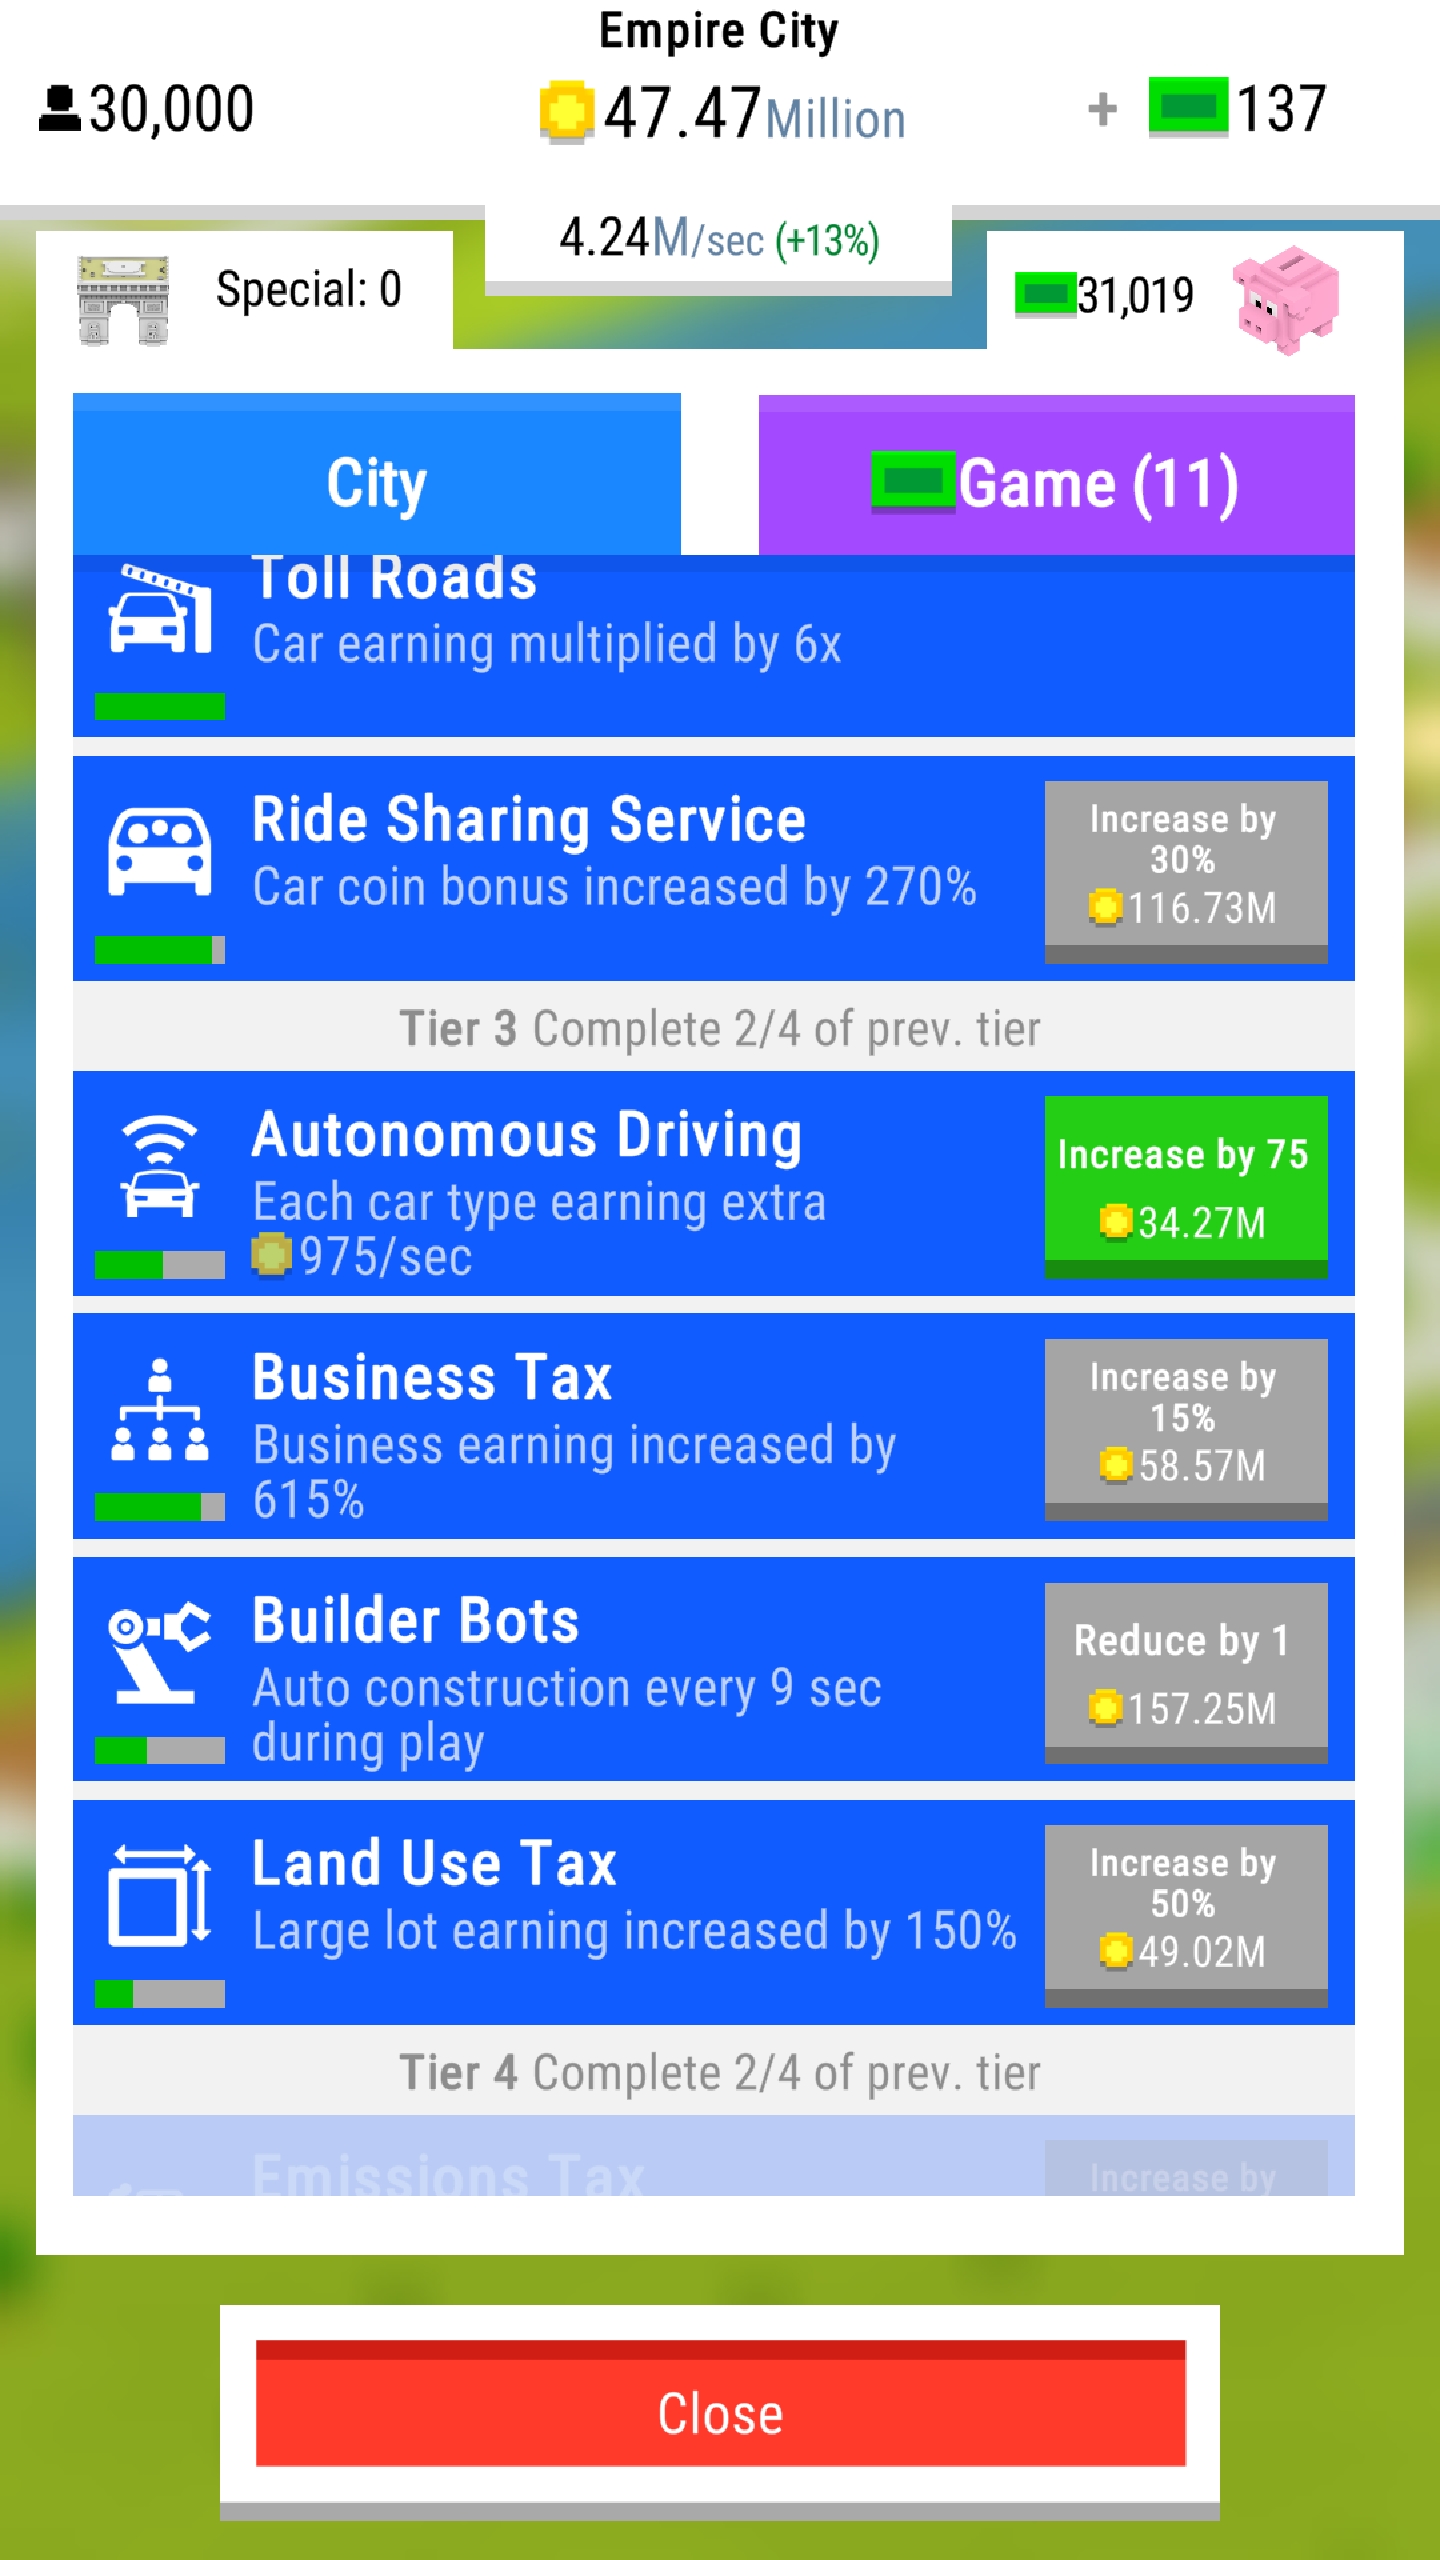 Empire City
30,000
47.47Million
+ 137
4.24M/sec (+13%)
Special: 0
31,019
City
Game (11)
Toll Roads
Car earning multiplied by 6x
Ride Sharing Service
Car coin bonus increased by 270%
Increase by
30%
116.73M
Tier 3 Complete 2/4 of prev. tier
Autonomous Driving
Each car type earning extra
975/sec
Increase by 75
34.27M
Business Tax
Business earning increased by
615%
Increase by
15%
58.57M
Builder Bots
Auto construction every 9 sec
during play
Reduce by 1
157.25M
Land Use Tax
Large lot earning increased by 150%
Increase by
50%
49.02M
Tier 4 Complete 2/4 of prev. tier
Emissions Tax
Increase by
Close